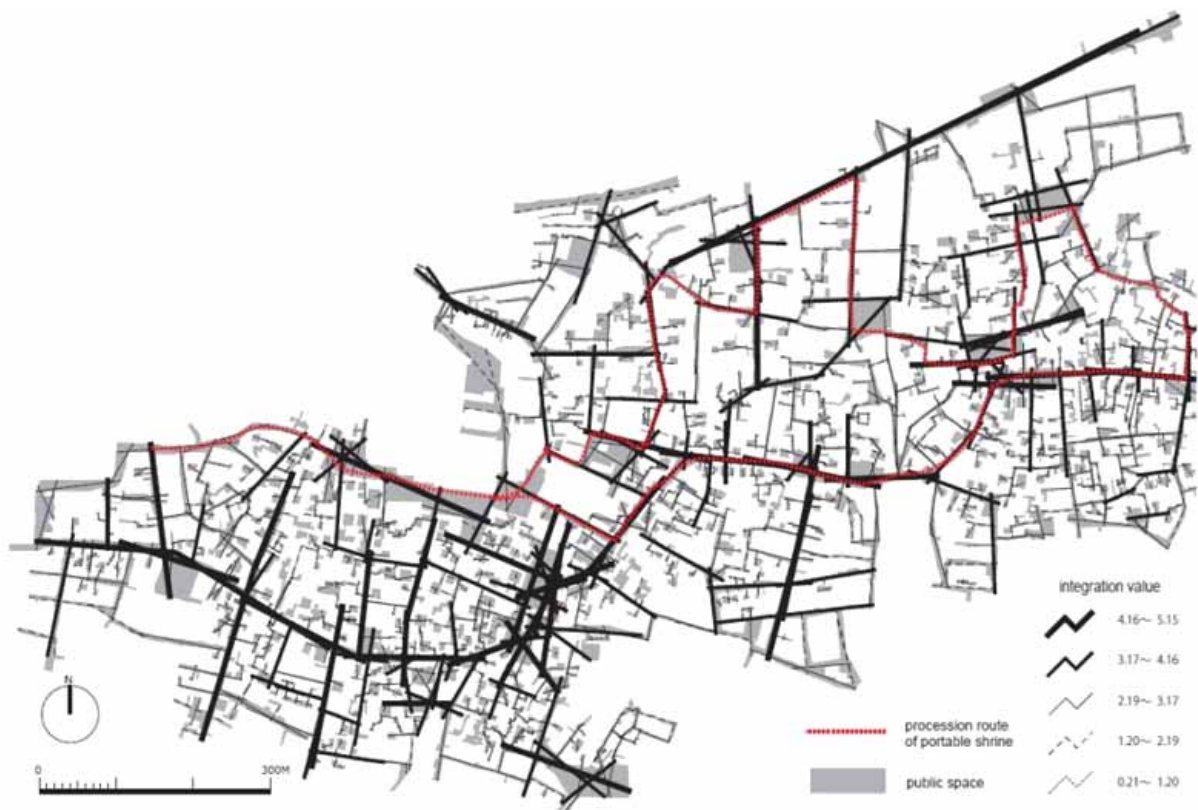 N
0 300M
procession route
of portable shrine
public space
integration value
4.16～ 5.15
3.17～ 4.16
2.19～ 3.17
1.20～ 2.19
0.21～ 1.20